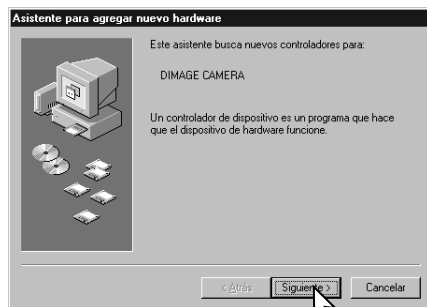 Asistente para agregar nuevo hardware
Este asistente busca nuevos controladores para:
DIMAGE CAMERA
Un controlador de dispositivo es un programa que hace
que el dispositivo de hardware funcione.
< Atrás
Siguiente >
Cancelar